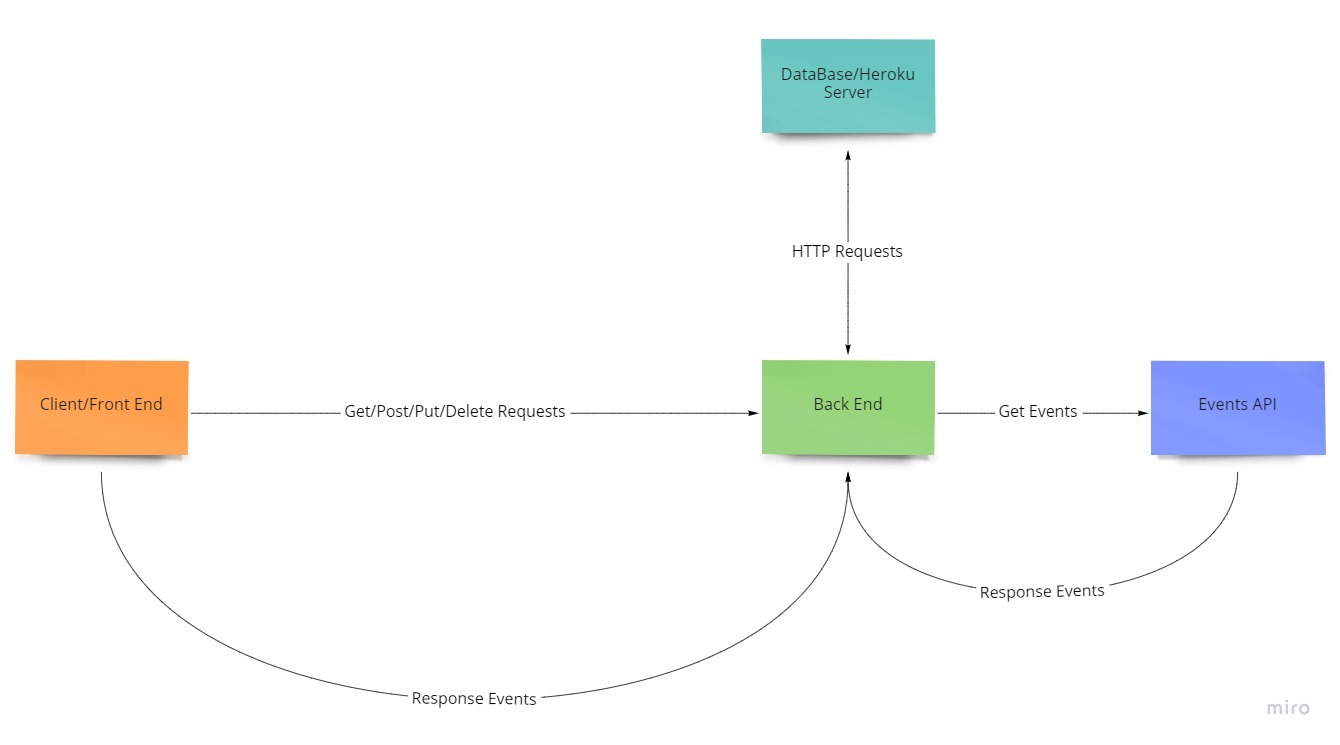 DataBase/Heroku
Server
HTTP Requests
Client/Front End
Get/Post/Put/Delete Requests
Back End
Get Events
Events API
Response Events
Response Events
miro